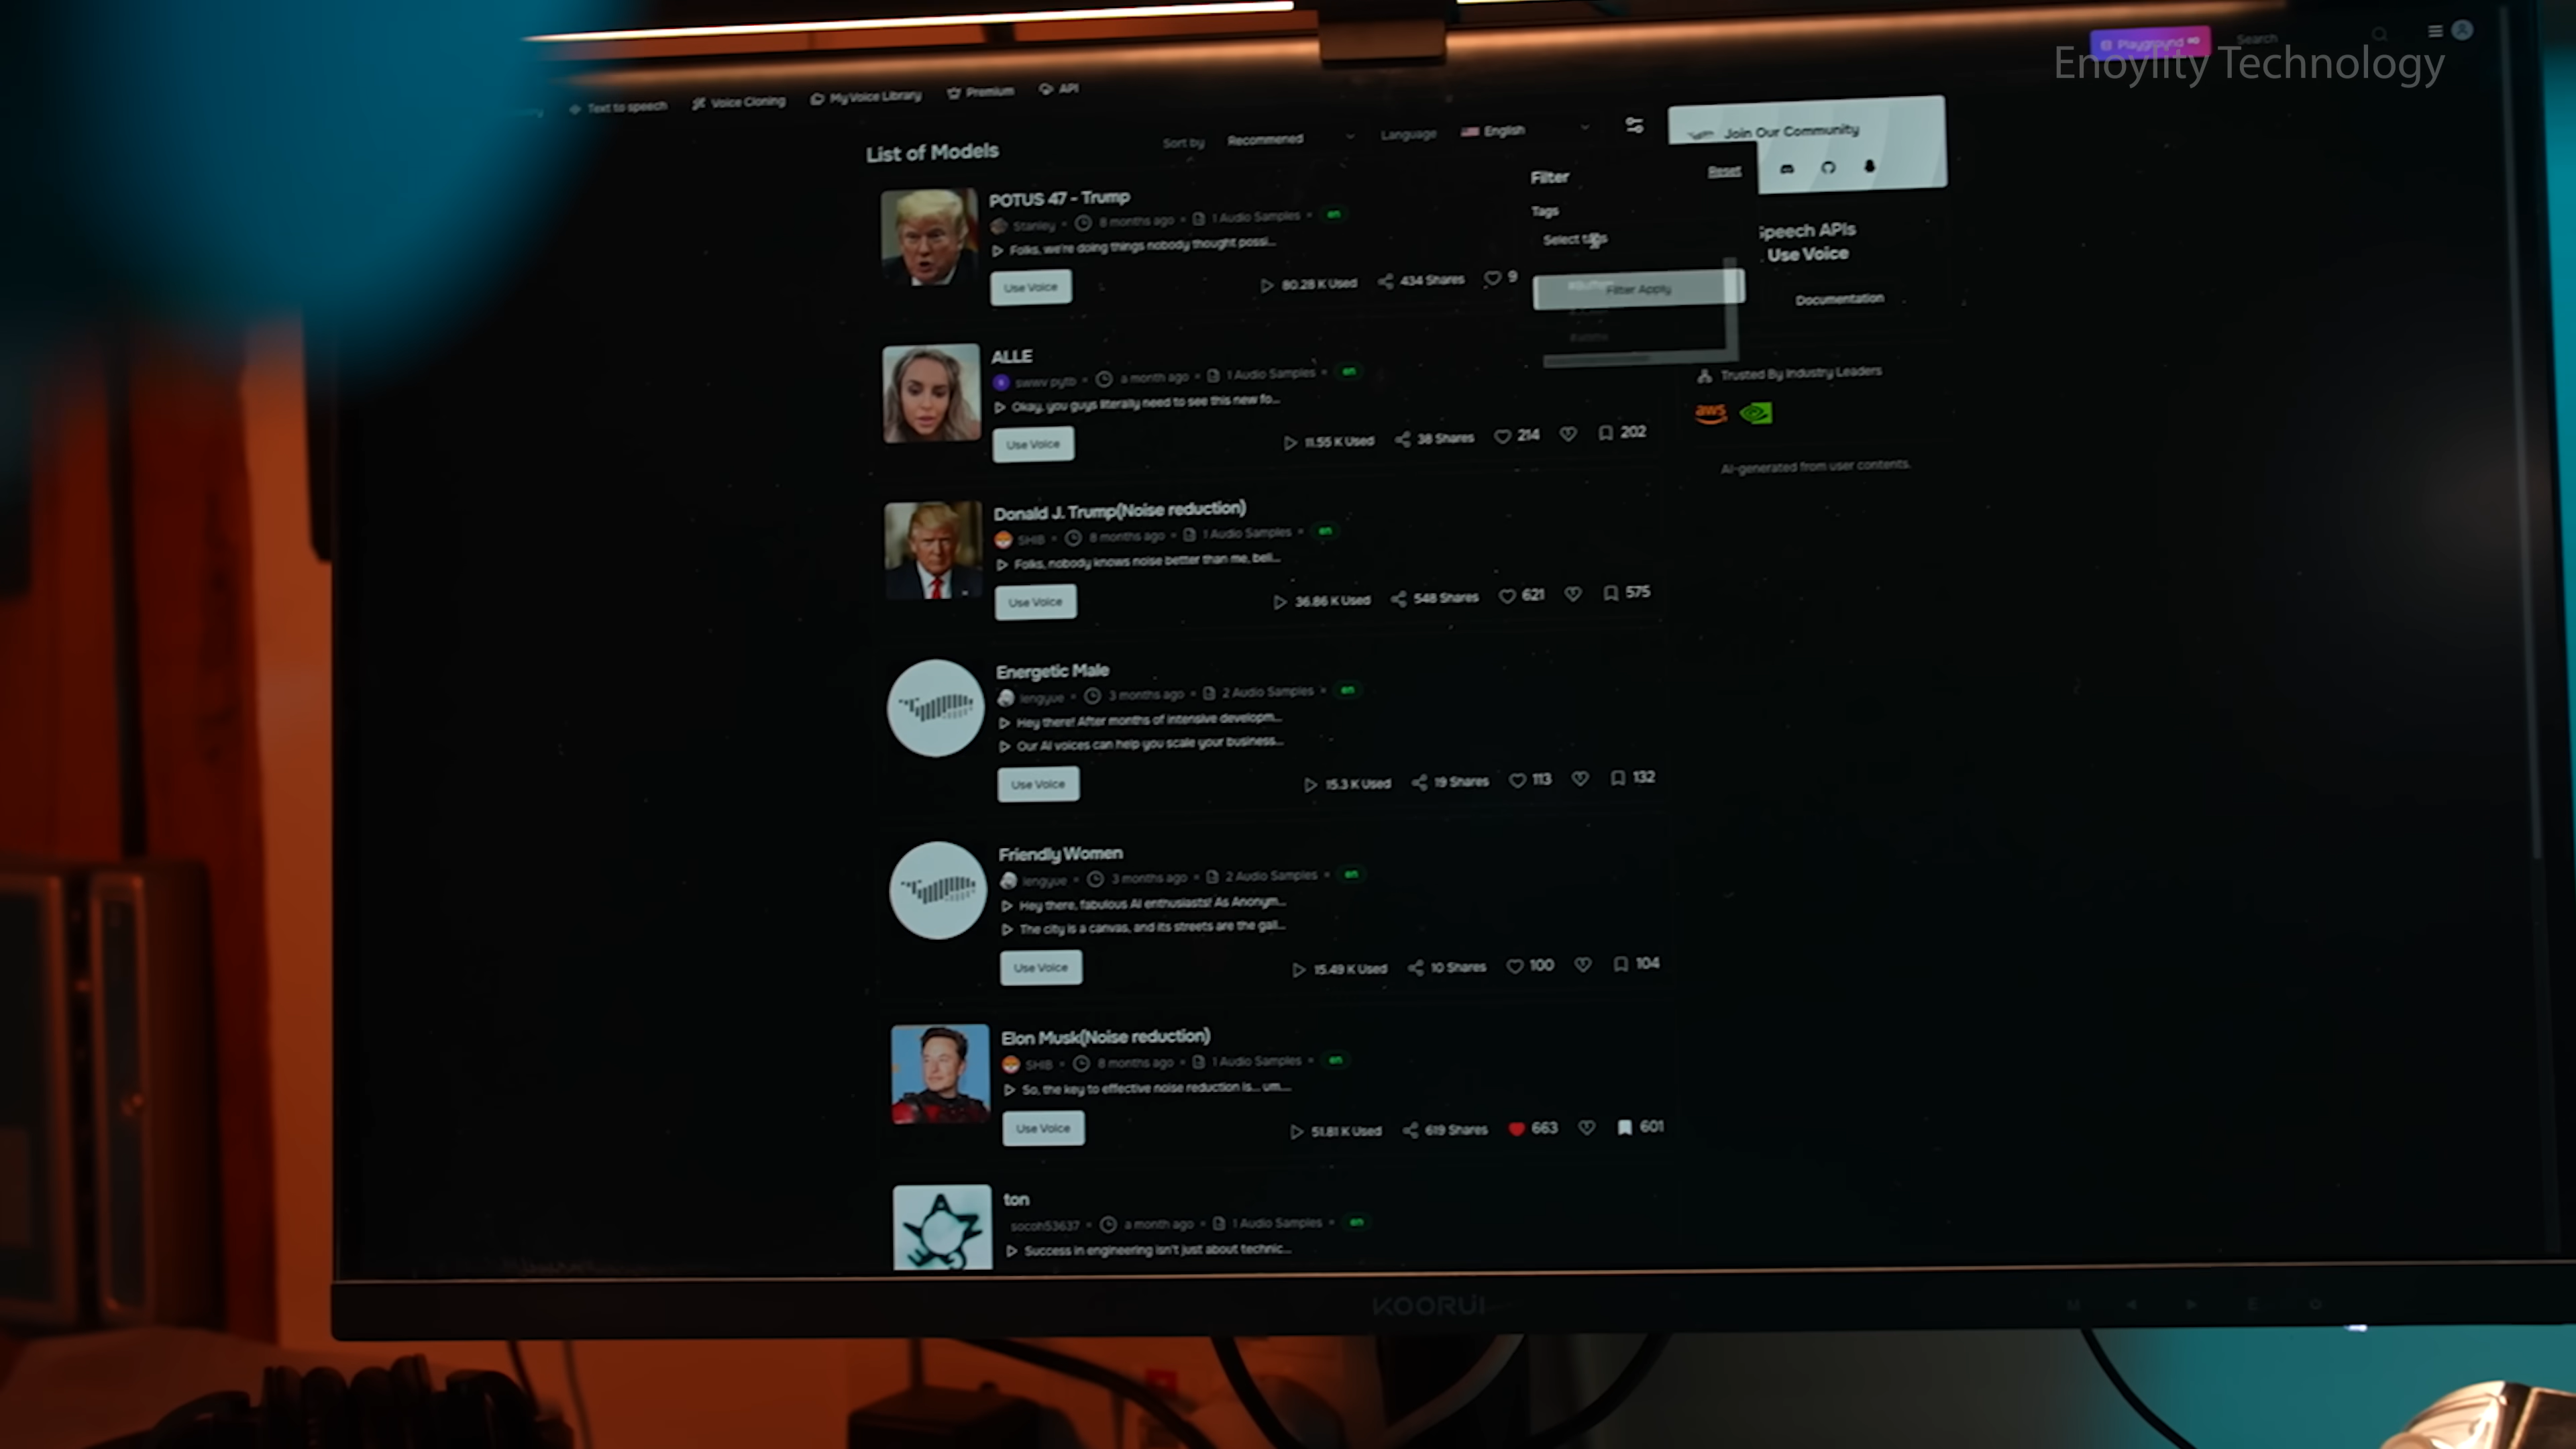 Playground
Search
Enoylity Technology
Text to speech
Voice Cloning
My Voice Library
Premium
API
List of Models
Sort by
Recommened
Language
English
Join Our Community
Filter
Reset
Tags
Select tags
Filter Apply
Speech APIs
Use Voice
Documentation
Trusted By Industry Leaders
aws
AI-generated from user contents.
POTUS 47 - Trump
Stanley • 8 months ago • 1 Audio Samples • en
Folks, we're doing things nobody thought possi...
Use Voice
80.28 K Used 434 Shares 9
ALLE
swwv pytb • a month ago • 1 Audio Samples • en
Okay, you guys literally need to see this new fo...
Use Voice
11.55 K Used 38 Shares 214 202
Donald J. Trump(Noise reduction)
SHIB • 8 months ago • 1 Audio Samples • en
Folks, nobody knows noise better than me, beli...
Use Voice
36.86 K Used 548 Shares 621 575
Energetic Male
lengyue • 3 months ago • 2 Audio Samples • en
Hey there! After months of intensive developm...
Our AI voices can help you scale your business...
Use Voice
15.3 K Used 19 Shares 113 132
Friendly Women
lengyue • 3 months ago • 2 Audio Samples • en
Hey there, fabulous AI enthusiasts! As Anonym...
The city is a canvas, and its streets are the gall...
Use Voice
15.49 K Used 10 Shares 100 104
Elon Musk(Noise reduction)
SHIB • 8 months ago • 1 Audio Samples • en
So, the key to effective noise reduction is... um....
Use Voice
51.81 K Used 619 Shares 663 601
ton
socoh53637 • a month ago • 1 Audio Samples • en
Success in engineering isn't just about technic...
KOORUI
M
E